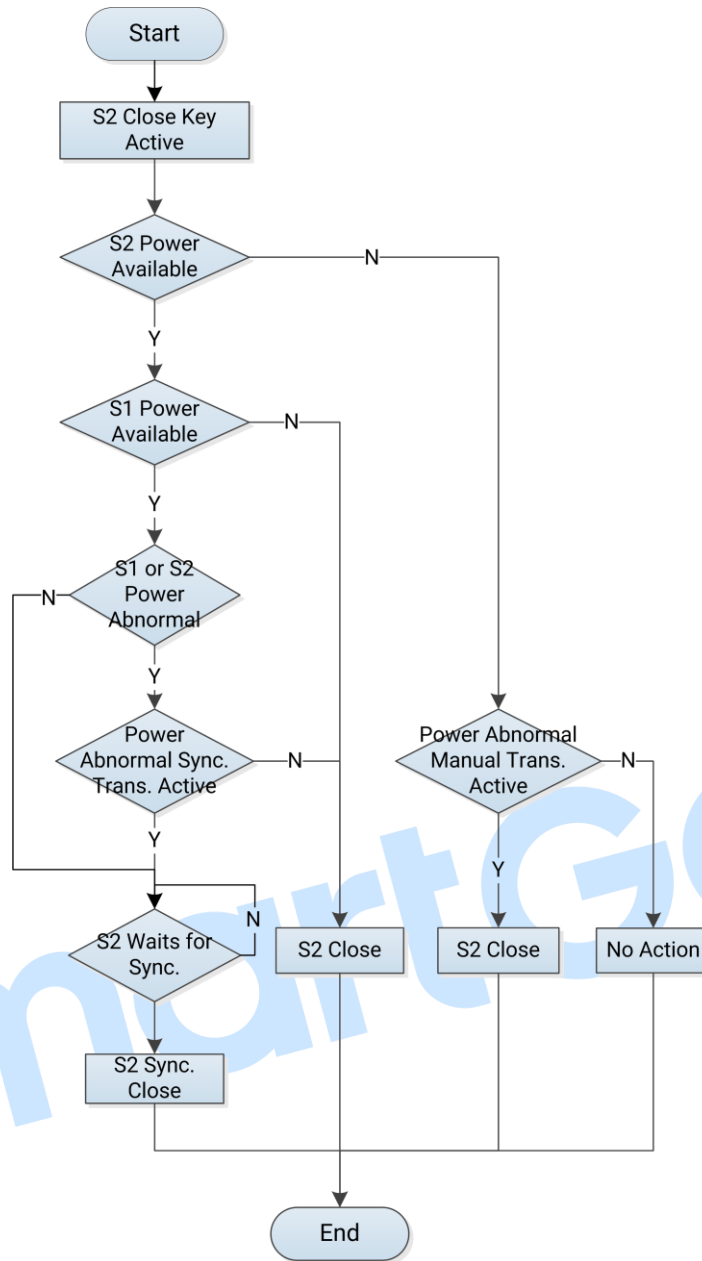 Start
S2 Close Key
Active
S2 Power
Available
N
Y
S1 Power
Available
N
Y
S1 or S2
Power
Abnormal
N
Y
Power
Abnormal Sync.
Trans. Active
N
Power Abnormal
Manual Trans.
Active
N
Y
Y
S2 Waits for
Sync.
N
S2 Close
S2 Close
No Action
S2 Sync.
Close
End